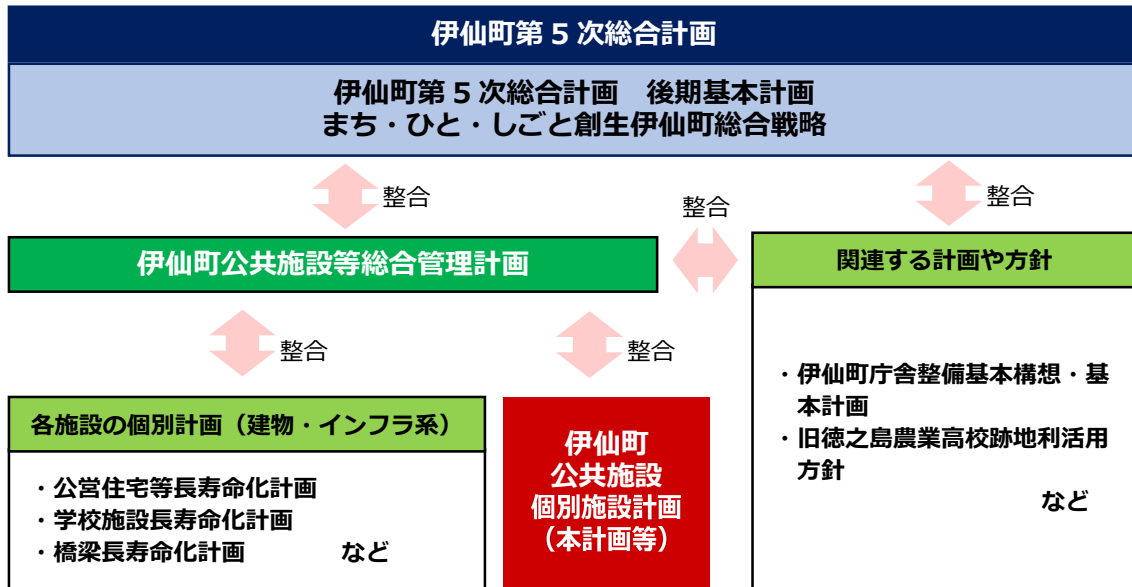 伊仙町第5次総合計画
伊仙町第5次総合計画　後期基本計画
まち・ひと・しごと創生伊仙町総合戦略
整合
整合
整合
伊仙町公共施設等総合管理計画
関連する計画や方針
整合
整合
・伊仙町庁舎整備基本構想・基
本計画
・旧徳之島農業高校跡地利活用
方針
など
各施設の個別計画（建物・インフラ系）
・公営住宅等長寿命化計画
・学校施設長寿命化計画
・橋梁長寿命化計画　　　など
伊仙町
公共施設
個別施設計画
（本計画等）